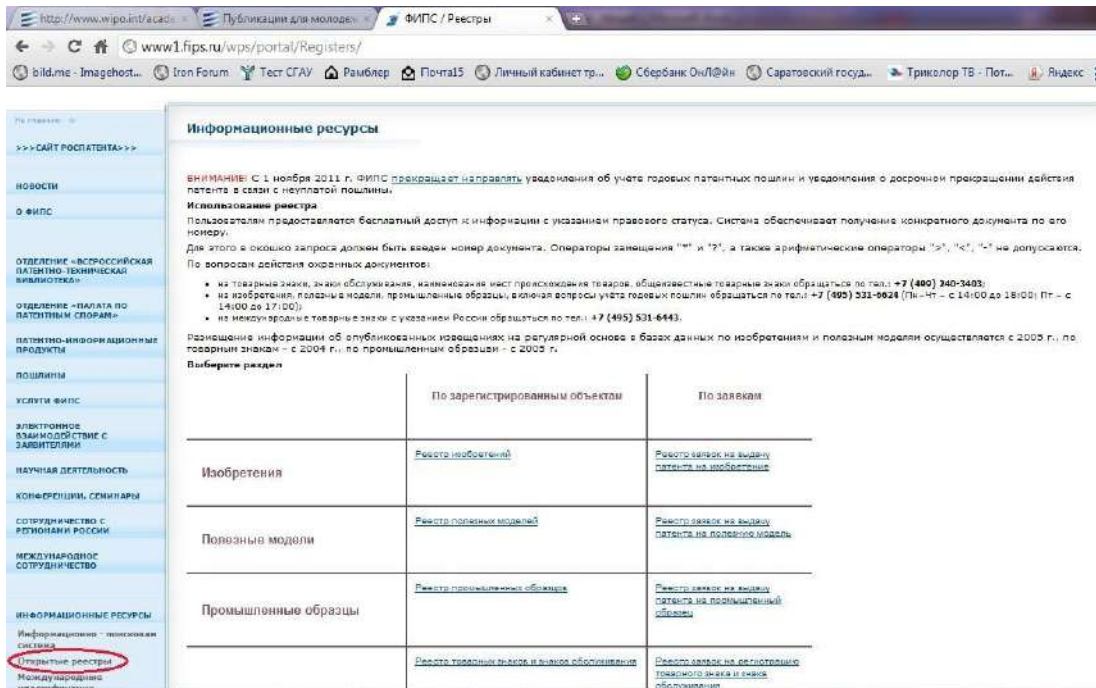 http://www.wipo.int/acade
Публикации для молодеж
ФИПС / Реестры
www1.fips.ru/wps/portal/Registers/
bild.me - Imagehost...
Iron Forum
Тест СГАУ
Рамблер
Почта15
Личный кабинет тр...
Сбербанк ОнЛ@йн
Саратовский госуд...
Триколор ТВ - Пот...
Яндекс
>>>САЙТ РОСПАТЕНТА>>>
НОВОСТИ
О ФИПС
ОТДЕЛЕНИЕ «ВСЕРОССИЙСКАЯ
ПАТЕНТНО-ТЕХНИЧЕСКАЯ
БИБЛИОТЕКА»
ОТДЕЛЕНИЕ «ПАЛАТА ПО
ПАТЕНТНЫМ СПОРАМ»
ПАТЕНТНО-ИНФОРМАЦИОННЫЕ
ПРОДУКТЫ
ПОШЛИНЫ
УСЛУГИ ФИПС
ЭЛЕКТРОННОЕ
ВЗАИМОДЕЙСТВИЕ С
ЗАЯВИТЕЛЯМИ
НАУЧНАЯ ДЕЯТЕЛЬНОСТЬ
КОНФЕРЕНЦИИ, СЕМИНАРЫ
СОТРУДНИЧЕСТВО С
РЕГИОНАМИ РОССИИ
МЕЖДУНАРОДНОЕ
СОТРУДНИЧЕСТВО
ИНФОРМАЦИОННЫЕ РЕСУРСЫ
Информационно - поисковая
система
Открытые реестры
Международные
Информационные ресурсы
ВНИМАНИЕ! С 1 ноября 2011 г. ФИПС прекращает направлять уведомления об учете годовых патентных пошлин и уведомления о досрочном прекращении действия
патента в связи с неуплатой пошлины.
Использование реестра
Пользователям предоставляется бесплатный доступ к информации с указанием правового статуса. Система обеспечивает получение конкретного документа по его
номеру.
Для этого в окошко запроса должен быть введен номер документа. Операторы замещения "*" и "?", а также арифметические операторы ">", "<", "-" не допускаются.
По вопросам действия охранных документов:
• на товарные знаки, знаки обслуживания, наименования мест происхождения товаров, общеизвестные товарные знаки обращаться по тел.: +7 (499) 240-3403;
• на изобретения, полезные модели, промышленные образцы, включая вопросы учета годовых пошлин обращаться по тел.: +7 (495) 531-6624 (Пн-Чт - с 14:00 до 18:00; Пт - с
14:00 до 17:00);
• на международные товарные знаки с указанием России обращаться по тел.: +7 (495) 531-6443.
Размещение информации об опубликованных извещениях на регулярной основе в базах данных по изобретениям и полезным моделям осуществляется с 2005 г., по
товарным знакам – с 2004 г., по промышленным образцам – с 2005 г.
Выберите раздел
По зарегистрированным объектам
По заявкам
Изобретения
Реестр изобретений
Реестр заявок на выдачу
патента на изобретение
Полезные модели
Реестр полезных моделей
Реестр заявок на выдачу
патента на полезную модель
Промышленные образцы
Реестр промышленных образцов
Реестр заявок на выдачу
патента на промышленный
образец
Реестр товарных знаков и знаков обслуживания
Реестр заявок на регистрацию
товарного знака и знака
обслуживания